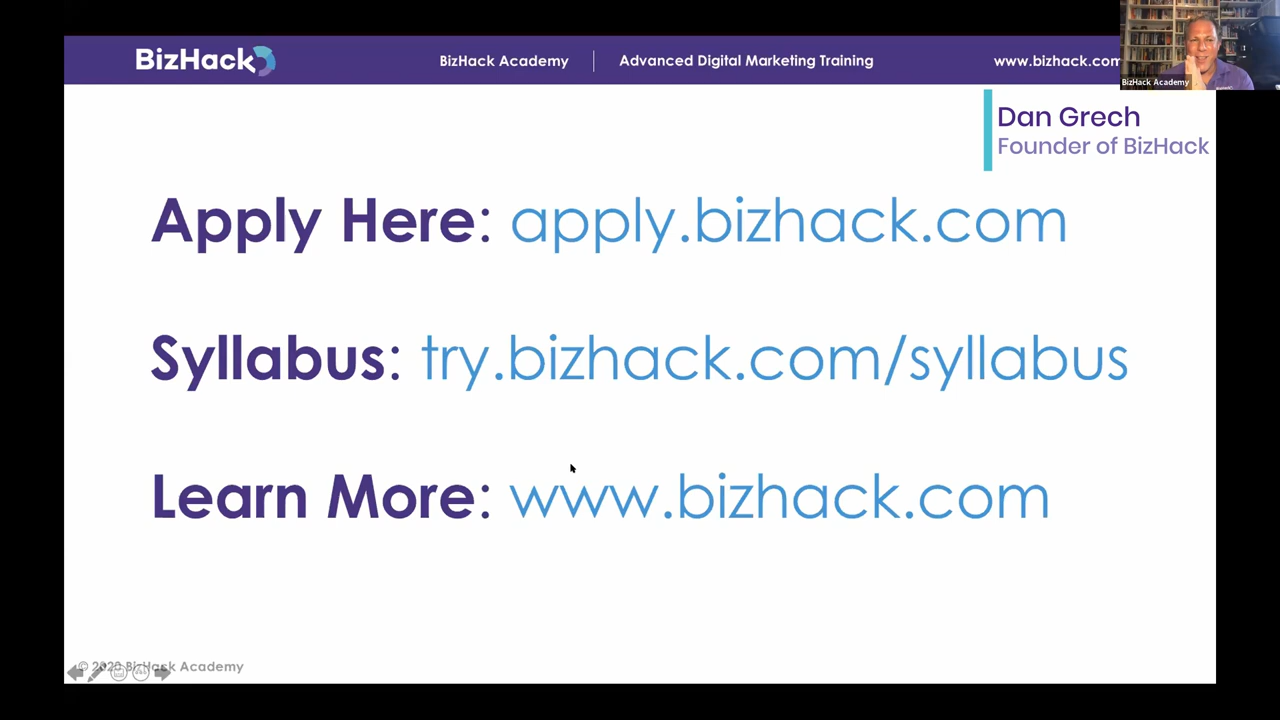 BizHack
BizHack Academy
Advanced Digital Marketing Training
www.bizhack.com
BizHack Academy
Dan Grech
Founder of BizHack
Apply Here: apply.bizhack.com
Syllabus: try.bizhack.com/syllabus
Learn More: www.bizhack.com
© 2020 BizHack Academy